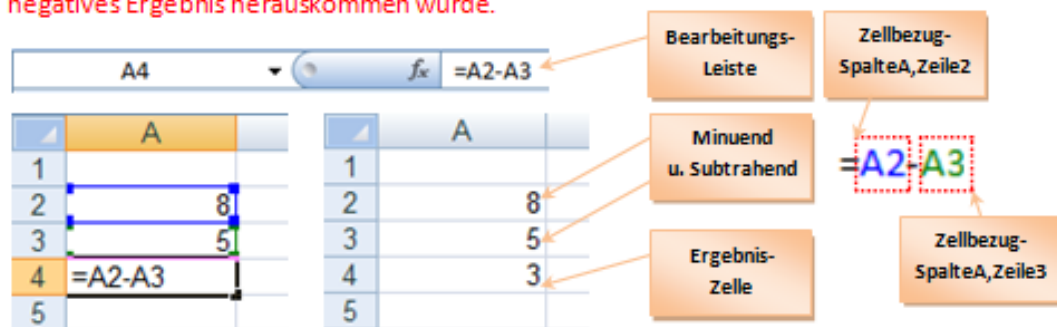 negatives Ergebnis herauskommen würde.
A4
fx
=A2-A3
Bearbeitungs-
Leiste
Zellbezug-
SpalteA,Zeile2
A
1
2
8
3
5
4
=A2-A3
5
A
1
2
8
3
5
4
3
5
Minuend
u. Subtrahend
=A2-A3
Ergebnis-
Zelle
Zellbezug-
SpalteA,Zeile3